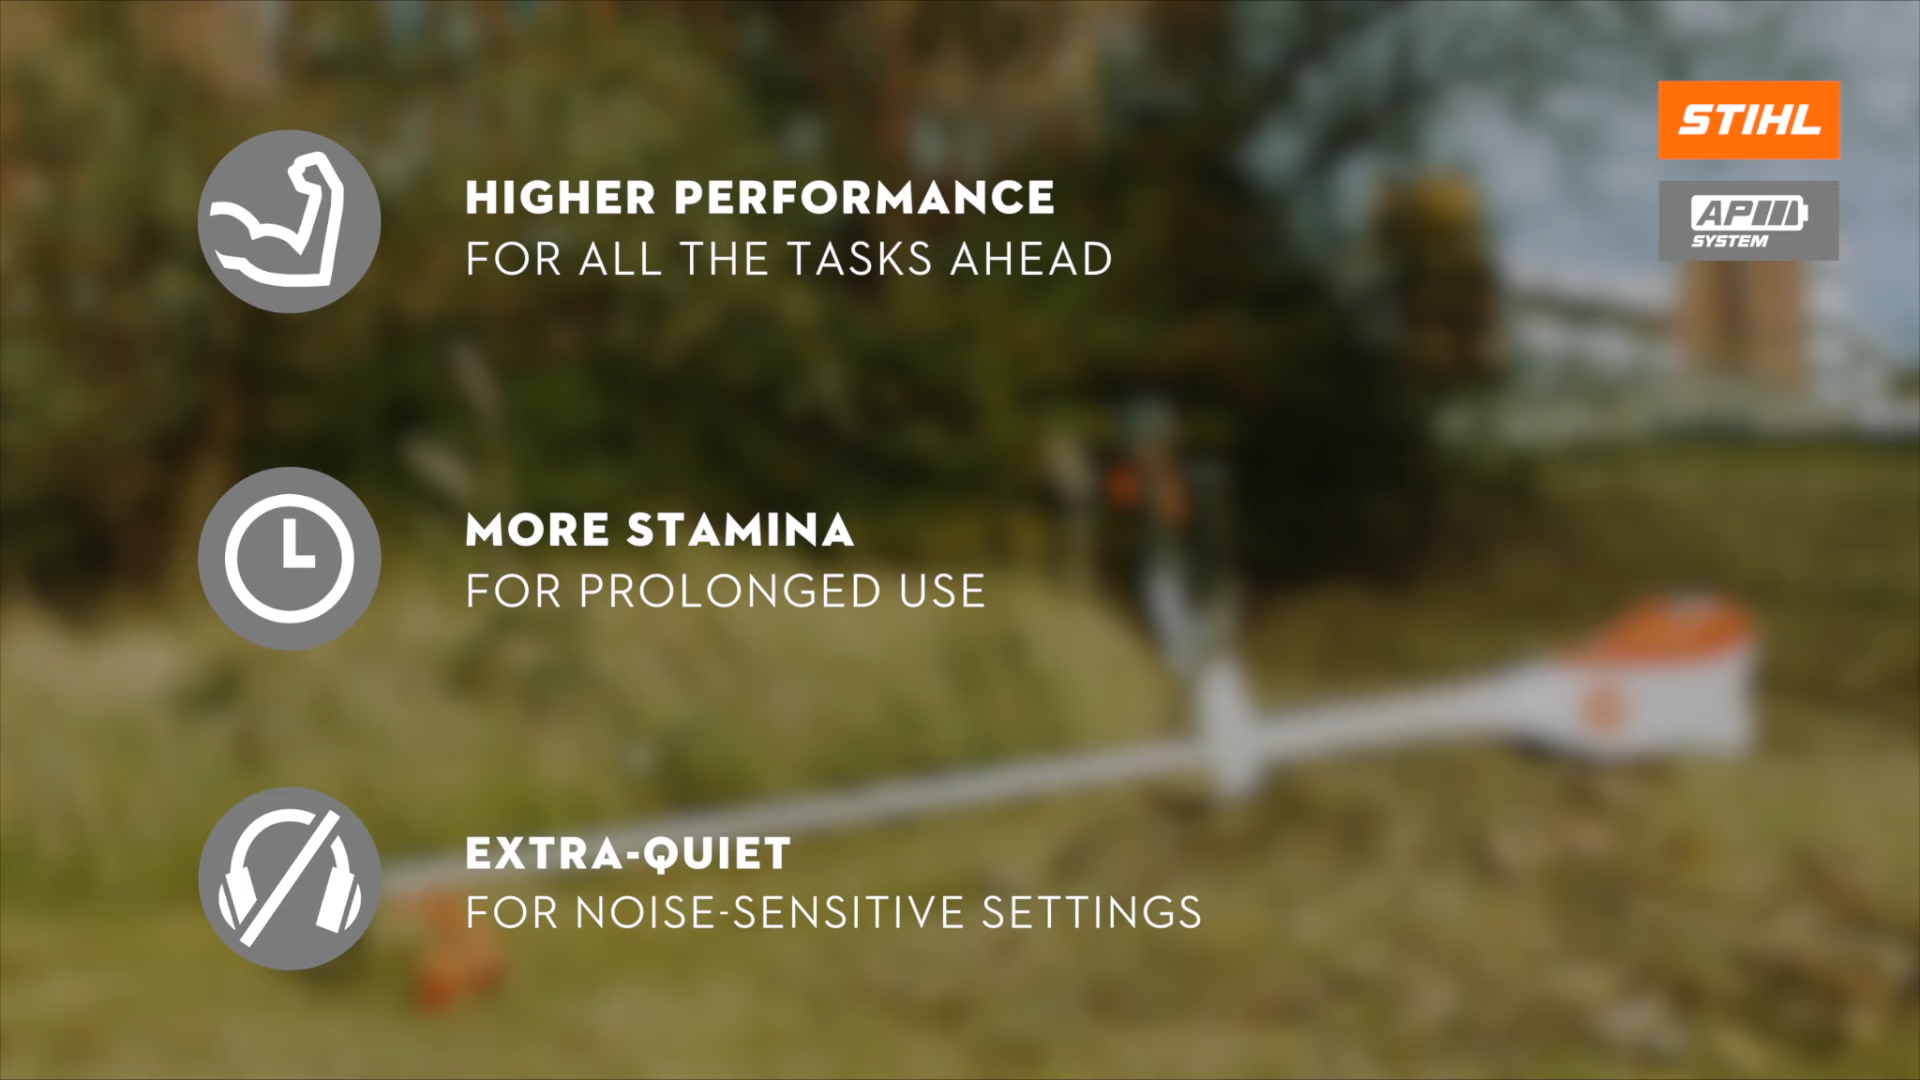 HIGHER PERFORMANCE
FOR ALL THE TASKS AHEAD
MORE STAMINA
FOR PROLONGED USE
EXTRA-QUIET
FOR NOISE-SENSITIVE SETTINGS
STIHL
AP
SYSTEM